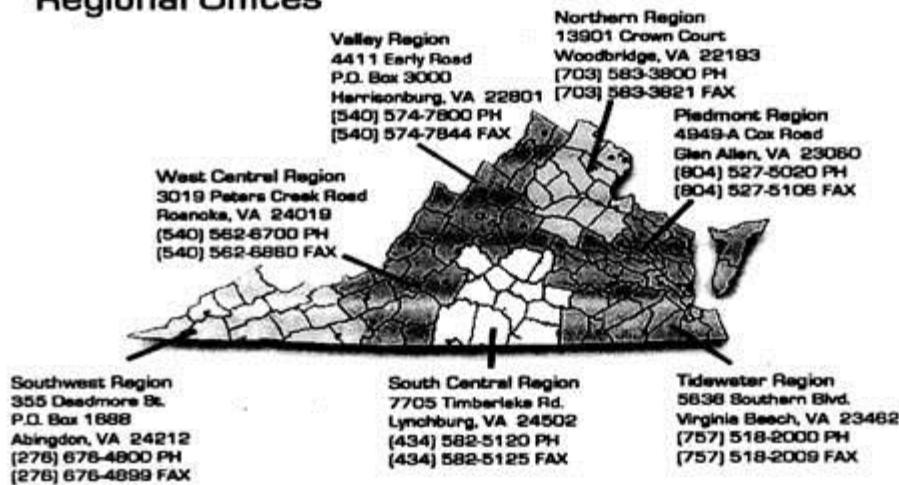 Regional Offices
Northern Region
13901 Crown Court
Woodbridge, VA 22193
(703) 583-3800 PH
(703) 583-3821 FAX
Valley Region
4411 Early Road
P.O. Box 3000
Harrisonburg, VA 22801
(540) 574-7800 PH
(540) 574-7844 FAX
Piedmont Region
4949-A Cox Road
Glen Allen, VA 23060
(804) 527-5020 PH
(804) 527-5106 FAX
West Central Region
3019 Peters Creek Road
Roanoke, VA 24019
(540) 562-6700 PH
(540) 562-6860 FAX
Southwest Region
355 Deadmore St.
P.O. Box 1688
Abingdon, VA 24212
(276) 676-4800 PH
(276) 676-4899 FAX
South Central Region
7705 Timberlake Rd.
Lynchburg, VA 24502
(434) 582-5120 PH
(434) 582-5125 FAX
Tidewater Region
5636 Southern Blvd.
Virginia Beach, VA 23462
(757) 518-2000 PH
(757) 518-2009 FAX